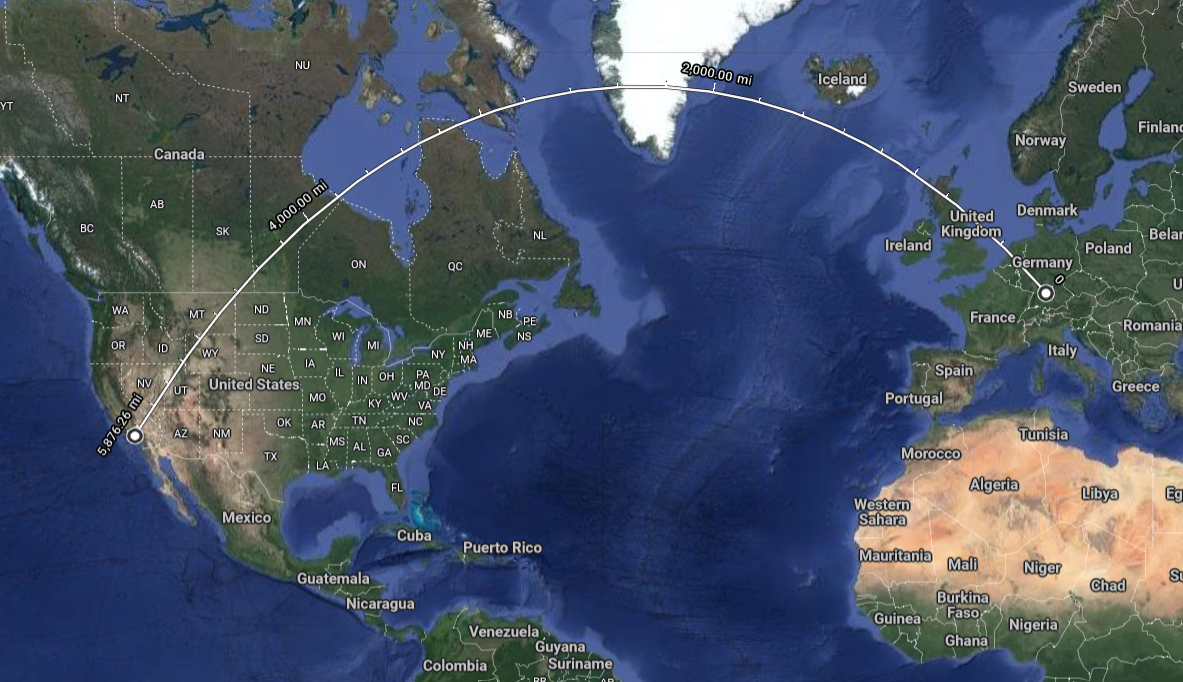 NU
2,000.00 mi
Iceland
YT
NT
Sweden
Finlan
Norway
Canada
4,000.00 mi
AB
BC
SK
NL
United
Kingdom
Denmark
Belar
Ireland
Poland
ON
QC
Germany
0
U
WA
MT
ND
MN
NB
PE
France
Romania
OR
ID
SD
WI
MI
ME
NS
NH
WY
NY
MA
Italy
IA
NE
IL
IN
OH
PA
Spain
NV
UT
United States
MD
DE
Greece
MO
KY
WV
VA
Portugal
5,876.26 mi
AZ
NM
OK
AR
TN
NC
Tunisia
MS
AL
SC
GA
Morocco
TX
LA
FL
Algeria
Libya
Eg
Western
Sahara
Mexico
Cuba
Puerto Rico
Mauritania
Mali
Niger
Chad
Su
Guatemala
Nicaragua
Burkina
Faso
Guinea
Nigeria
Ghana
Venezuela
Guyana
Suriname
Colombia
RR
AP